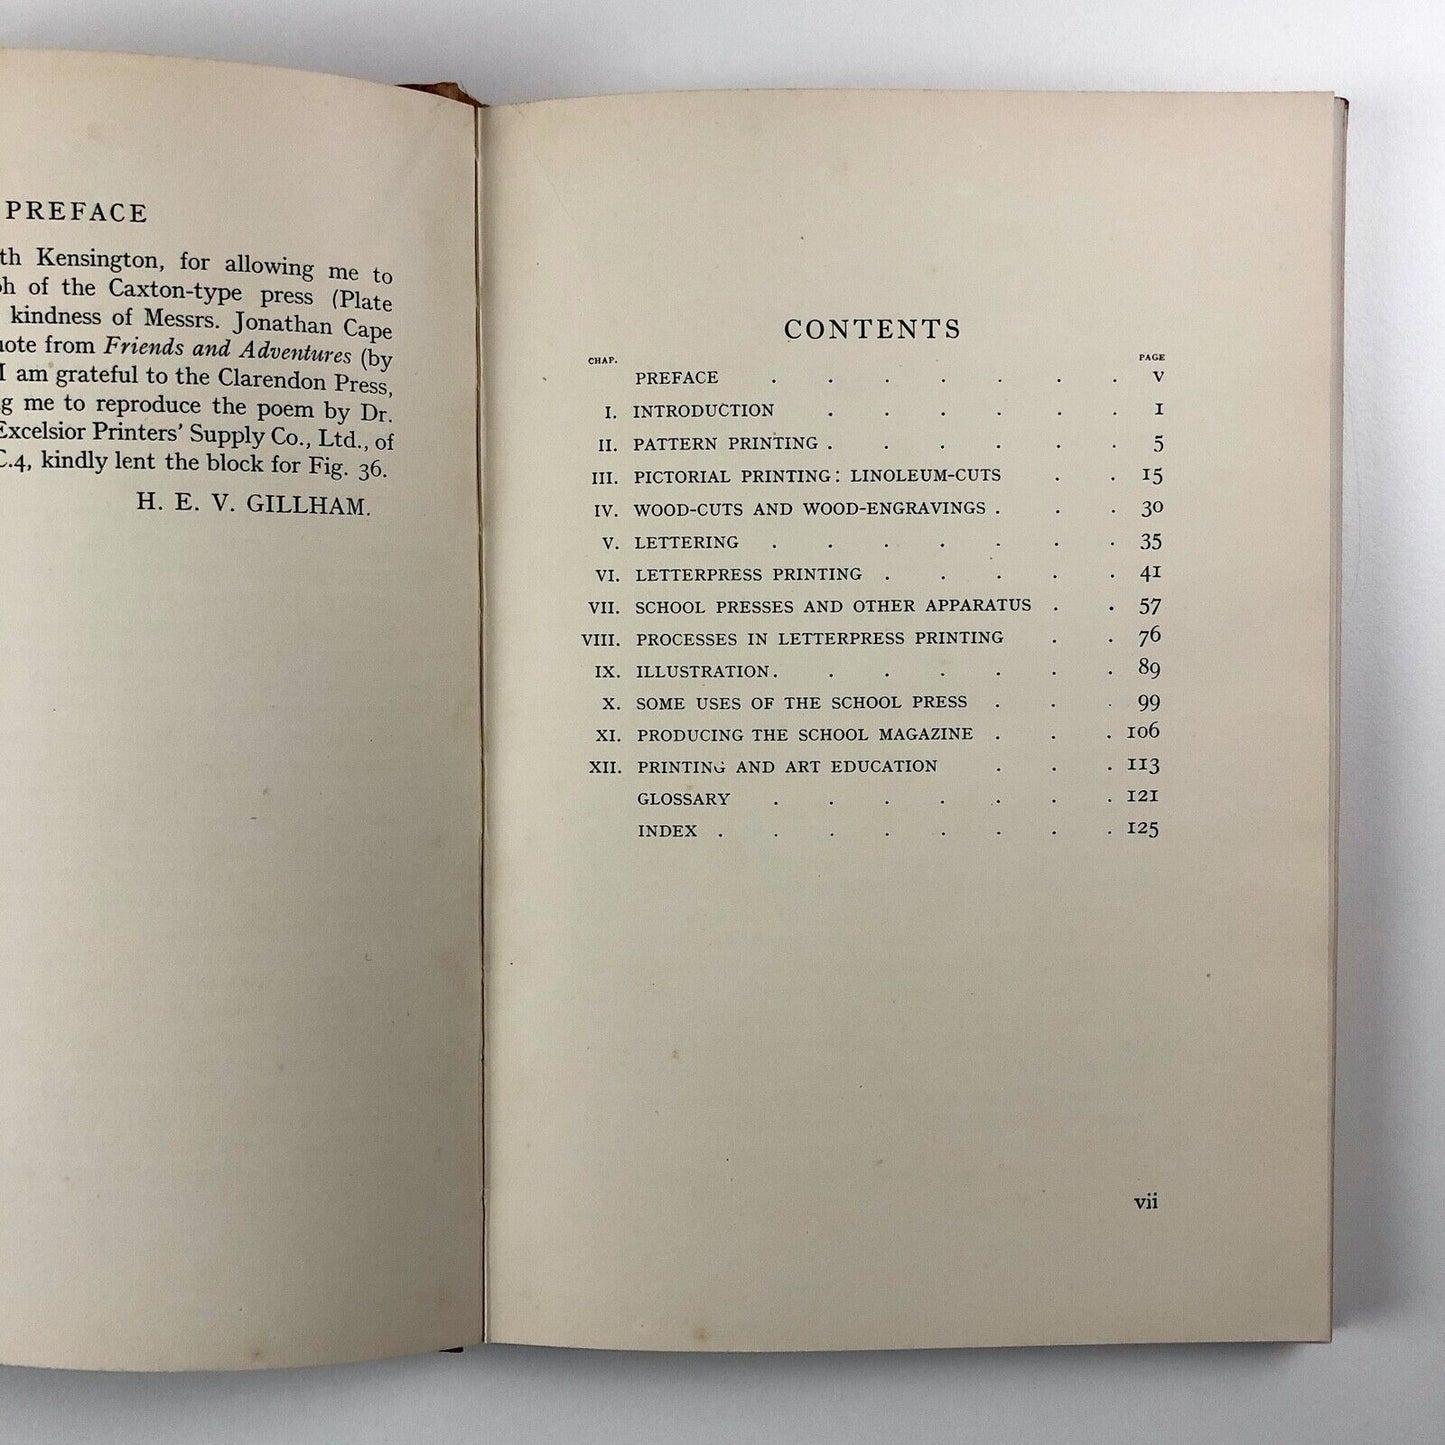 PREFACE
th Kensington, for allowing me to
ph of the Caxton-type press (Plate
kindness of Messrs. Jonathan Cape
uote from Friends and Adventures (by
I am grateful to the Clarendon Press,
g me to reproduce the poem by Dr.
Excelsior Printers' Supply Co., Ltd., of
C.4, kindly lent the block for Fig. 36.
H. E. V. GILLHAM.
CONTENTS
CHAP. PAGE
PREFACE . . . . . . . V
I. INTRODUCTION . . . . . . 1
II. PATTERN PRINTING . . . . . . 5
III. PICTORIAL PRINTING: LINOLEUM-CUTS . . 15
IV. WOOD-CUTS AND WOOD-ENGRAVINGS . . . 30
V. LETTERING . . . . . . . 35
VI. LETTERPRESS PRINTING . . . . . 41
VII. SCHOOL PRESSES AND OTHER APPARATUS . . 57
VIII. PROCESSES IN LETTERPRESS PRINTING . . 76
IX. ILLUSTRATION . . . . . . . 89
X. SOME USES OF THE SCHOOL PRESS . . . 99
XI. PRODUCING THE SCHOOL MAGAZINE . . . 106
XII. PRINTING AND ART EDUCATION . . . 113
GLOSSARY . . . . . . . 121
INDEX . . . . . . . . 125
vii